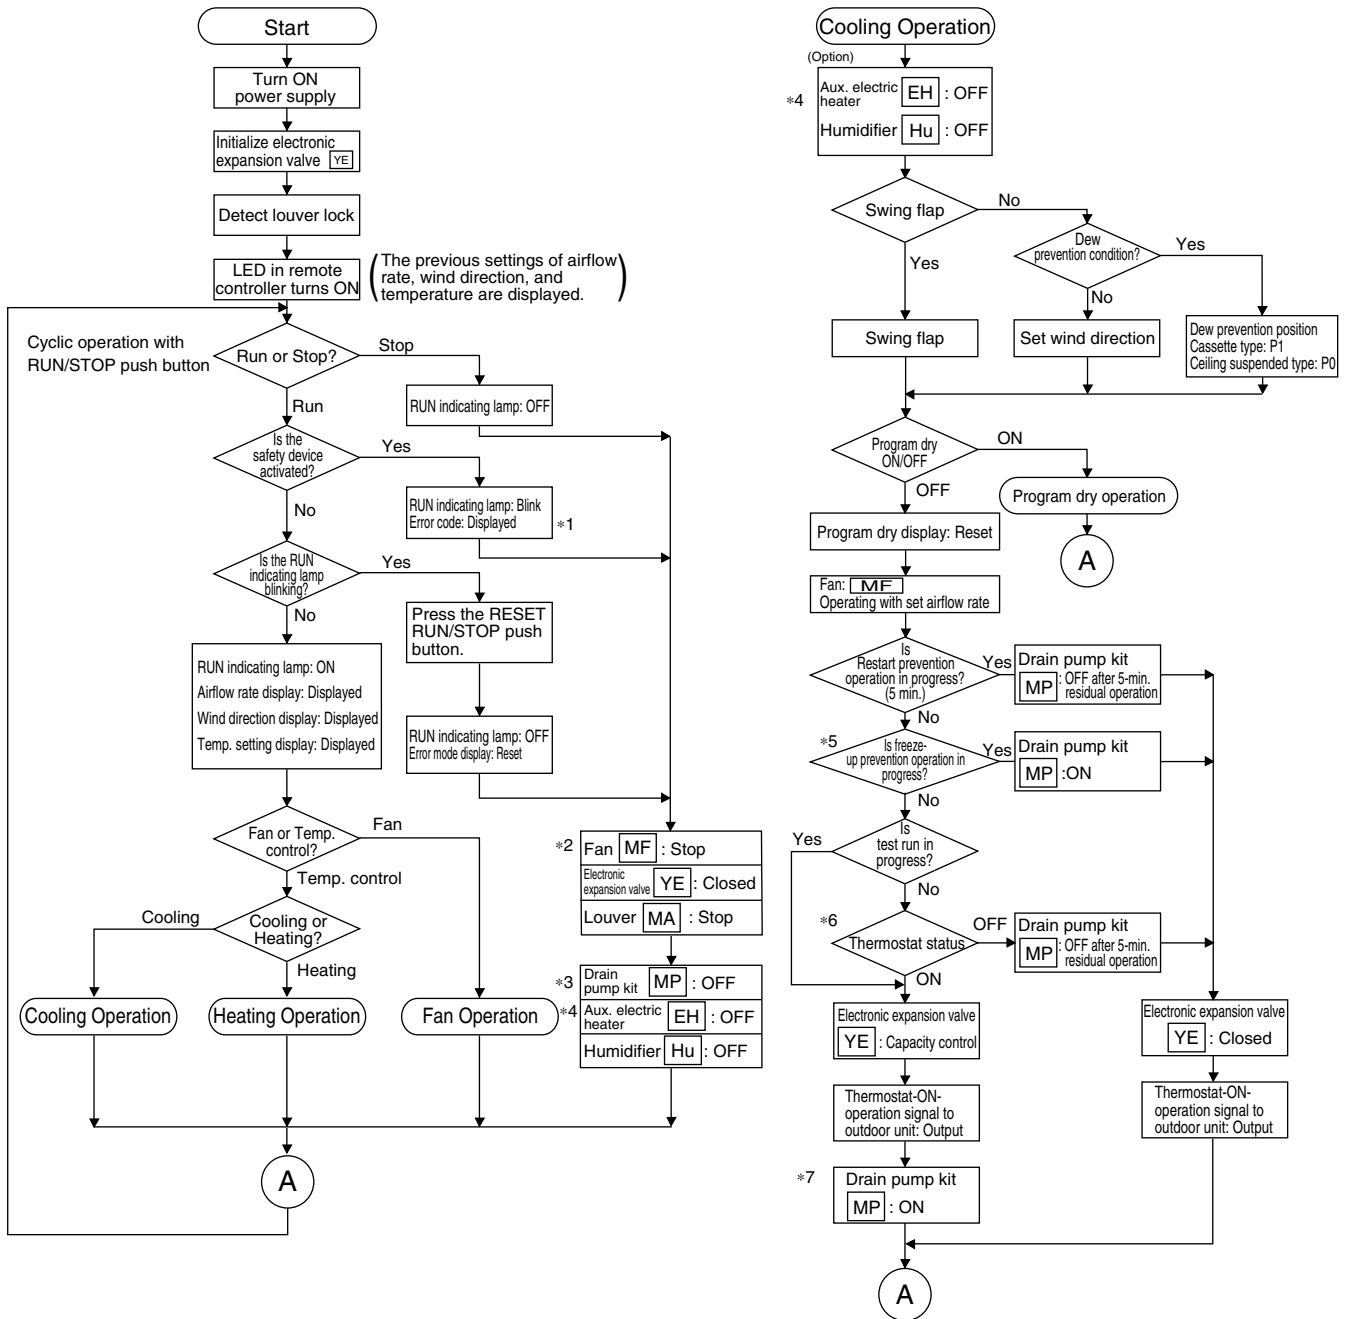 Start
Turn ON
power supply
Initialize electronic
expansion valve YE
Detect louver lock
LED in remote
controller turns ON
(The previous settings of airflow
rate, wind direction, and
temperature are displayed.)
Cyclic operation with
RUN/STOP push button
Run or Stop?
Stop
RUN indicating lamp: OFF
Run
Is the
safety device
activated?
Yes
RUN indicating lamp: Blink
Error code: Displayed
*1
No
Is the RUN
indicating lamp
blinking?
Yes
Press the RESET
RUN/STOP push
button.
No
RUN indicating lamp: ON
Airflow rate display: Displayed
Wind direction display: Displayed
Temp. setting display: Displayed
RUN indicating lamp: OFF
Error mode display: Reset
Fan or Temp.
control?
Fan
Temp. control
Cooling or
Heating?
Cooling
Heating
Cooling Operation
Heating Operation
Fan Operation
*2 Fan MF : Stop
Electronic
expansion valve YE : Closed
Louver MA : Stop
*3 Drain
pump kit MP : OFF
*4 Aux. electric
heater EH : OFF
Humidifier Hu : OFF
A
Cooling Operation
(Option)
*4
Aux. electric
heater EH : OFF
Humidifier Hu : OFF
Swing flap
No
Yes
Dew
prevention condition?
Yes
No
Swing flap
Set wind direction
Dew prevention position
Cassette type: P1
Ceiling suspended type: P0
Program dry
ON/OFF
ON
OFF
Program dry operation
A
Program dry display: Reset
Fan: MF
Operating with set airflow rate
Is
Restart prevention
operation in progress?
(5 min.)
Yes
Drain pump kit
MP : OFF after 5-min.
residual operation
No
*5
Is freeze-
up prevention operation in
progress?
Yes
Drain pump kit
MP :ON
No
Is
test run in
progress?
Yes
No
*6
Thermostat status
OFF
Drain pump kit
MP : OFF after 5-min.
residual operation
ON
Electronic expansion valve
YE : Capacity control
Electronic expansion valve
YE : Closed
Thermostat-ON-
operation signal to
outdoor unit: Output
Thermostat-ON-
operation signal to
outdoor unit: Output
*7
Drain pump kit
MP : ON
A